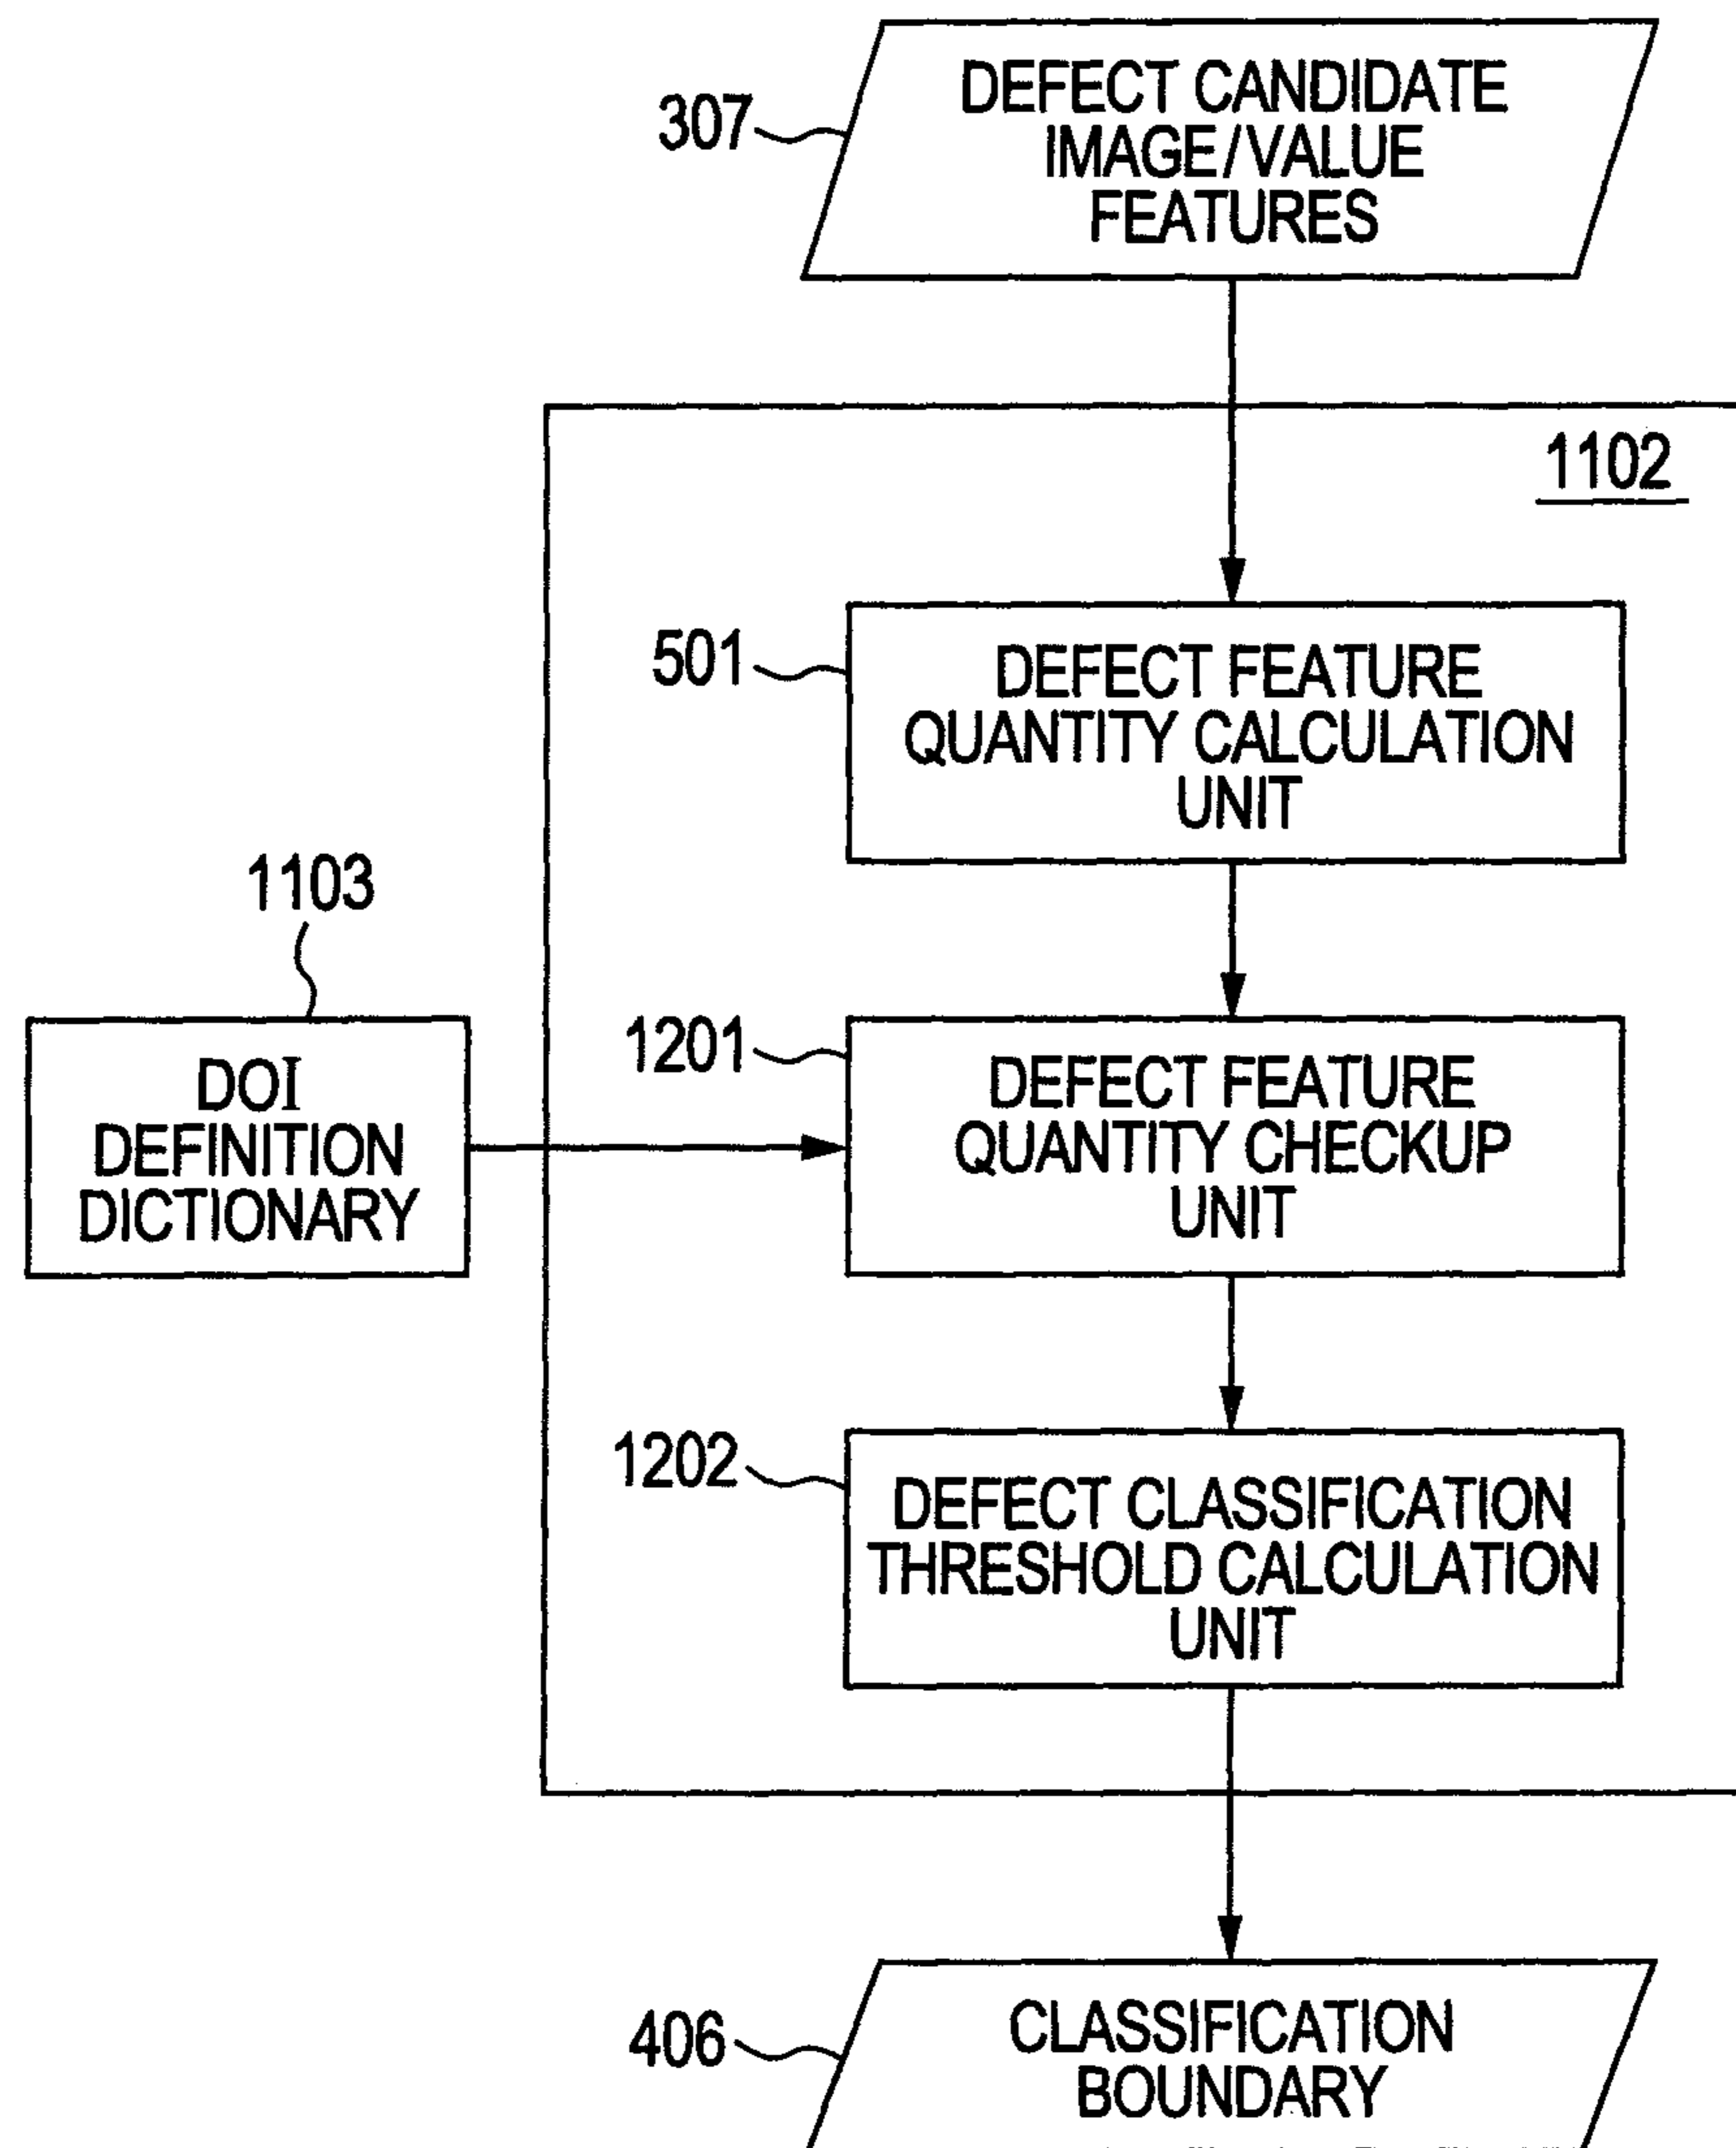 307
DEFECT CANDIDATE
IMAGE/VALUE
FEATURES
1102
501
DEFECT FEATURE
QUANTITY CALCULATION
UNIT
1103
DOI
DEFINITION
DICTIONARY
1201
DEFECT FEATURE
QUANTITY CHECKUP
UNIT
1202
DEFECT CLASSIFICATION
THRESHOLD CALCULATION
UNIT
406
CLASSIFICATION
BOUNDARY